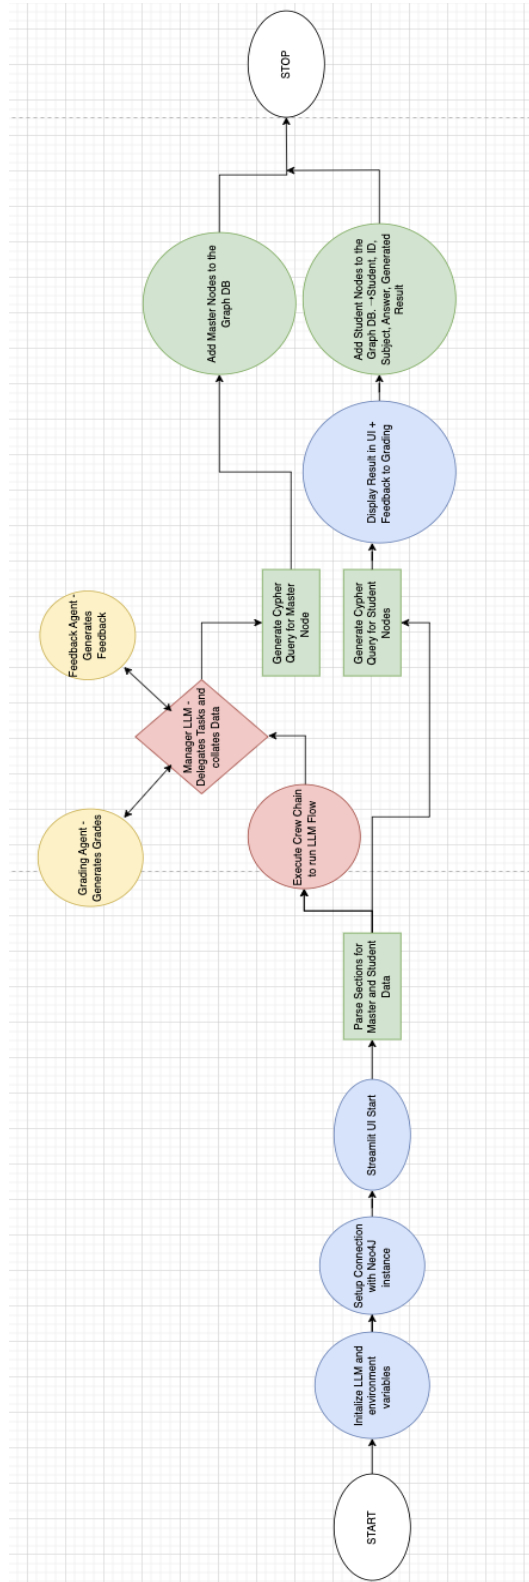 START
Initalize LLM and
environment
variables
Setup Connection
with Neo4J
instance
Streamlit UI Start
Parse Sections for
Master and Student
Data
Execute Crew Chain
to run LLM Flow
Grading Agent -
Generates Grades
Manager LLM -
Delegates Tasks and
collates Data
Feedback Agent -
Generates
Feedback
Generate Cypher
Query for Master
Node
Generate Cypher
Query for Student
Nodes
Display Result in UI +
Feedback to Grading
Add Master Nodes to the
Graph DB
Add Student Nodes to the
Graph DB. →Student, ID,
Subject, Answer, Generated
Result
STOP